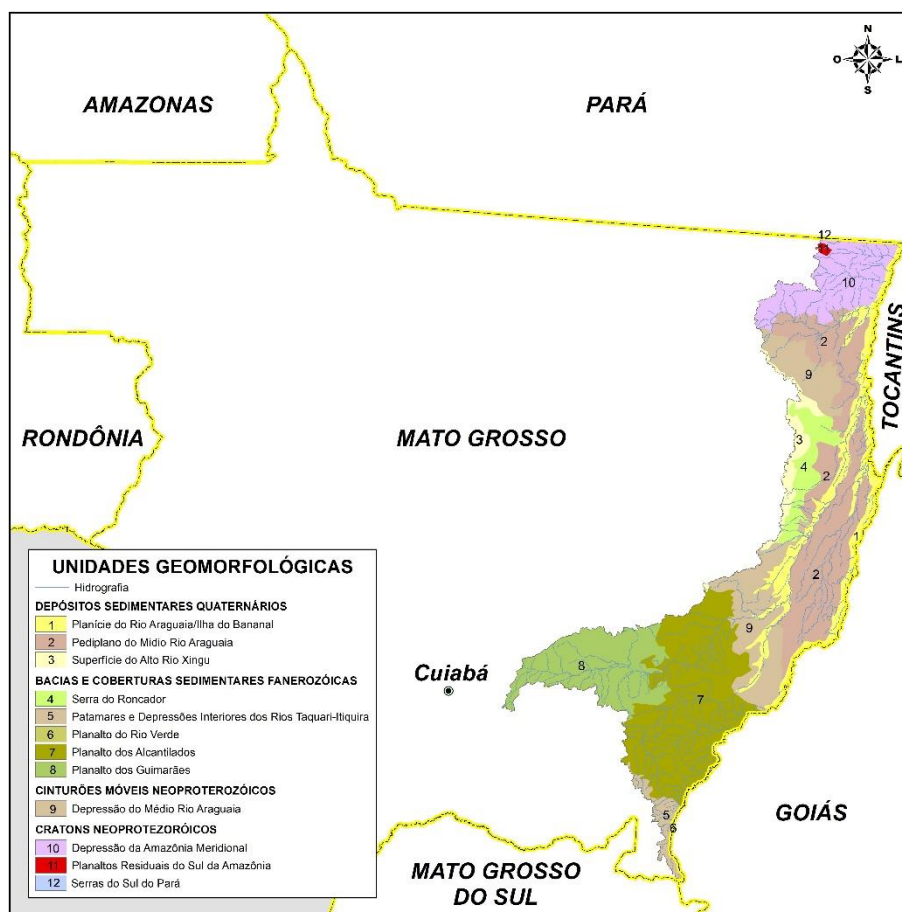 N
O
L
S
AMAZONAS
PARÁ
12
11
10
2
TOCANTINS
9
RONDÔNIA
MATO GROSSO
3
4
2
1
2
9
Cuiabá
8
7
GOIÁS
5
6
MATO GROSSO
DO SUL
UNIDADES GEOMORFOLÓGICAS
Hidrografia
DEPÓSITOS SEDIMENTARES QUATERNÁRIOS
1 Planície do Rio Araguaia/Ilha do Bananal
2 Pediplano do Midio Rio Araguaia
3 Superfície do Alto Rio Xingu
BACIAS E COBERTURAS SEDIMENTARES FANEROZÓICAS
4 Serra do Roncador
5 Patamares e Depressões Interiores dos Rios Taquari-Itiquira
6 Planalto do Rio Verde
7 Planalto dos Alcantilados
8 Planalto dos Guimarães
CINTURÕES MÓVEIS NEOPROTEROZÓICOS
9 Depressão do Médio Rio Araguaia
CRATONS NEOPROTEZORÓICOS
10 Depressão da Amazônia Meridional
11 Planaltos Residuais do Sul da Amazônia
12 Serras do Sul do Pará